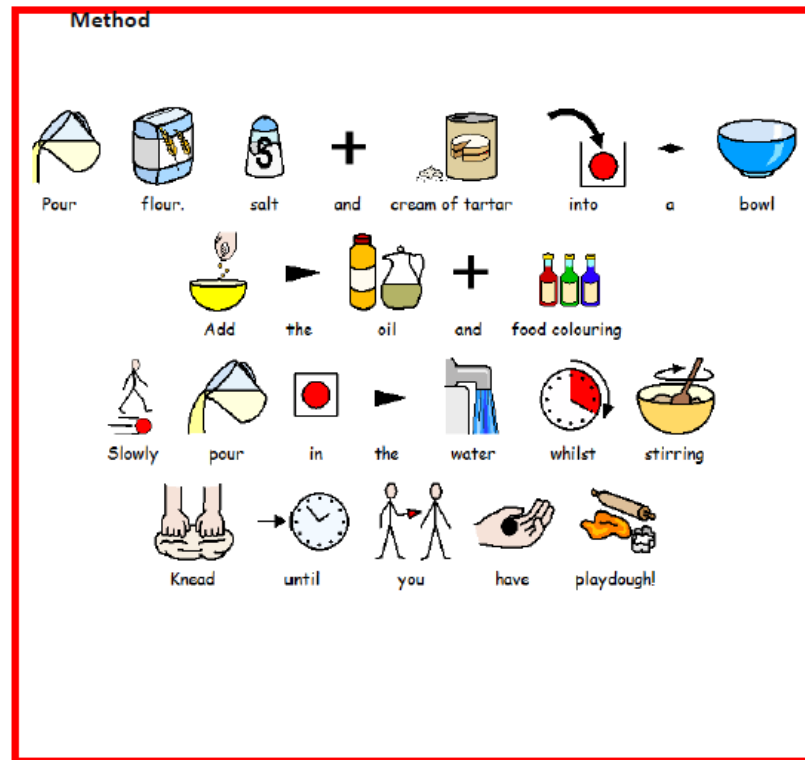 Method
Pour flour. salt and cream of tartar into a bowl
Add the oil and food colouring
Slowly pour in the water whilst stirring
Knead until you have playdough!